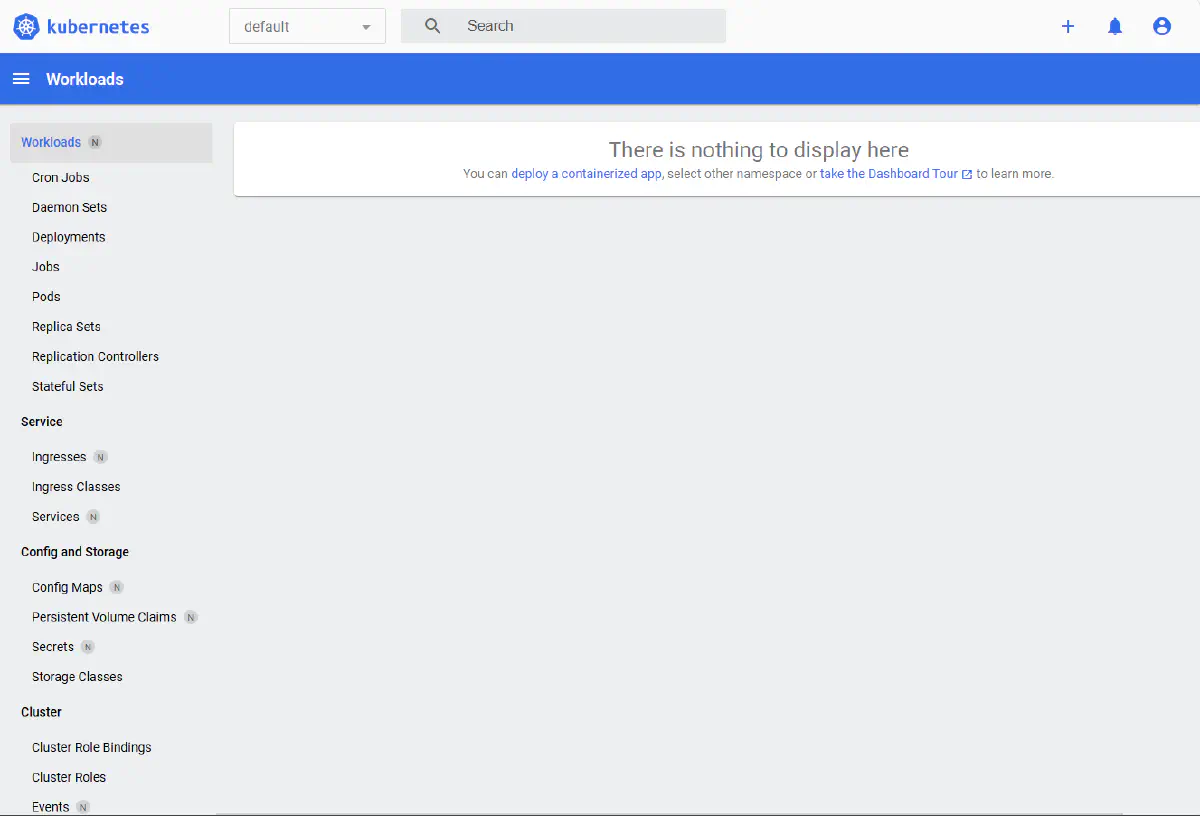 kubernetes
default
Search
Workloads
Workloads N
Cron Jobs
Daemon Sets
Deployments
Jobs
Pods
Replica Sets
Replication Controllers
Stateful Sets
Service
Ingresses N
Ingress Classes
Services N
Config and Storage
Config Maps N
Persistent Volume Claims N
Secrets N
Storage Classes
Cluster
Cluster Role Bindings
Cluster Roles
Events N
There is nothing to display here
You can deploy a containerized app, select other namespace or take the Dashboard Tour to learn more.